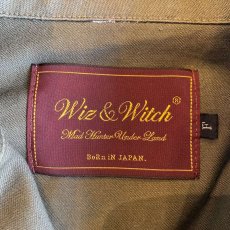 Wiz & Witch®
Mad Hunter Under Land
BoRn iN JAPAN.
F